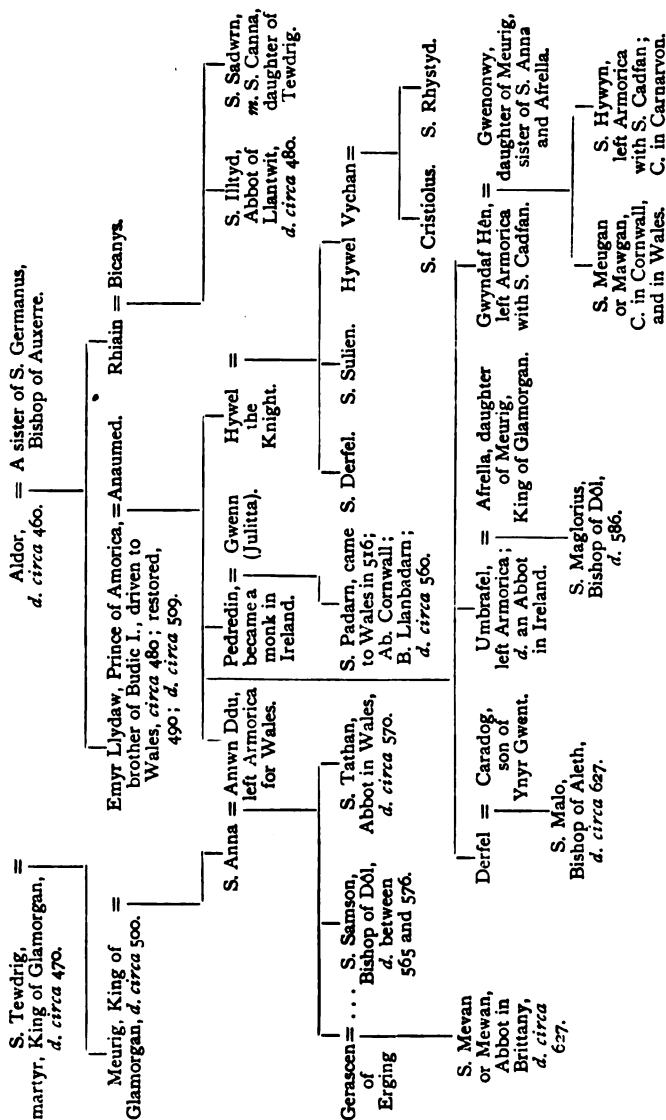 S. Tewdrig,
martyr, King of Glamorgan,
d. circa 470.
=
Aldor,
d. circa 460.
= A sister of S. Germanus,
Bishop of Auxerre.
Meurig, King of
Glamorgan, d. circa 500.
=
Emyr Llydaw, Prince of Amorica, = Anaumed.
brother of Budic I., driven to
Wales, circa 480; restored,
490; d. circa 509.
Rhiain = Bicanys.
S. Illtyd,
Abbot of
Llantwit,
d. circa 480.
S. Sadwrn,
m. S. Canna,
daughter of
Tewdrig.
S. Anna = Amwn Ddu,
left Armorica
for Wales.
Pedredin, = Gwenn
became a (Julitta).
monk in
Ireland.
Hywel =
the
Knight.
Gerascen = . . .
of
Erging
S. Samson,
Bishop of Dôl,
d. between
565 and 576.
S. Tathan,
Abbot in Wales,
d. circa 570.
S. Padarn, came
to Wales in 516;
Ab. Cornwall;
B. Llanbadarn;
d. circa 560.
S. Derfel.
S. Sulien.
Hywel Vychan =
S. Cristiolus.
S. Rhystyd.
S. Mevan
or Mewan,
Abbot in
Brittany,
d. circa
627.
Derfel = Caradog,
son of
Ynyr Gwent.
Umbrafel, = Afrella, daughter
left Armorica; of Meurig,
d. an Abbot King of Glamorgan.
in Ireland.
Gwyndaf Hên, = Gwenonwy,
left Armorica daughter of Meurig,
with S. Cadfan. sister of S. Anna
and Afrella.
S. Malo,
Bishop of Aleth,
d. circa 627.
S. Maglorius,
Bishop of Dôl,
d. 586.
S. Meugan
or Mawgan,
C. in Cornwall,
and in Wales.
S. Hywyn,
left Armorica
with S. Cadfan;
C. in Carnarvon.